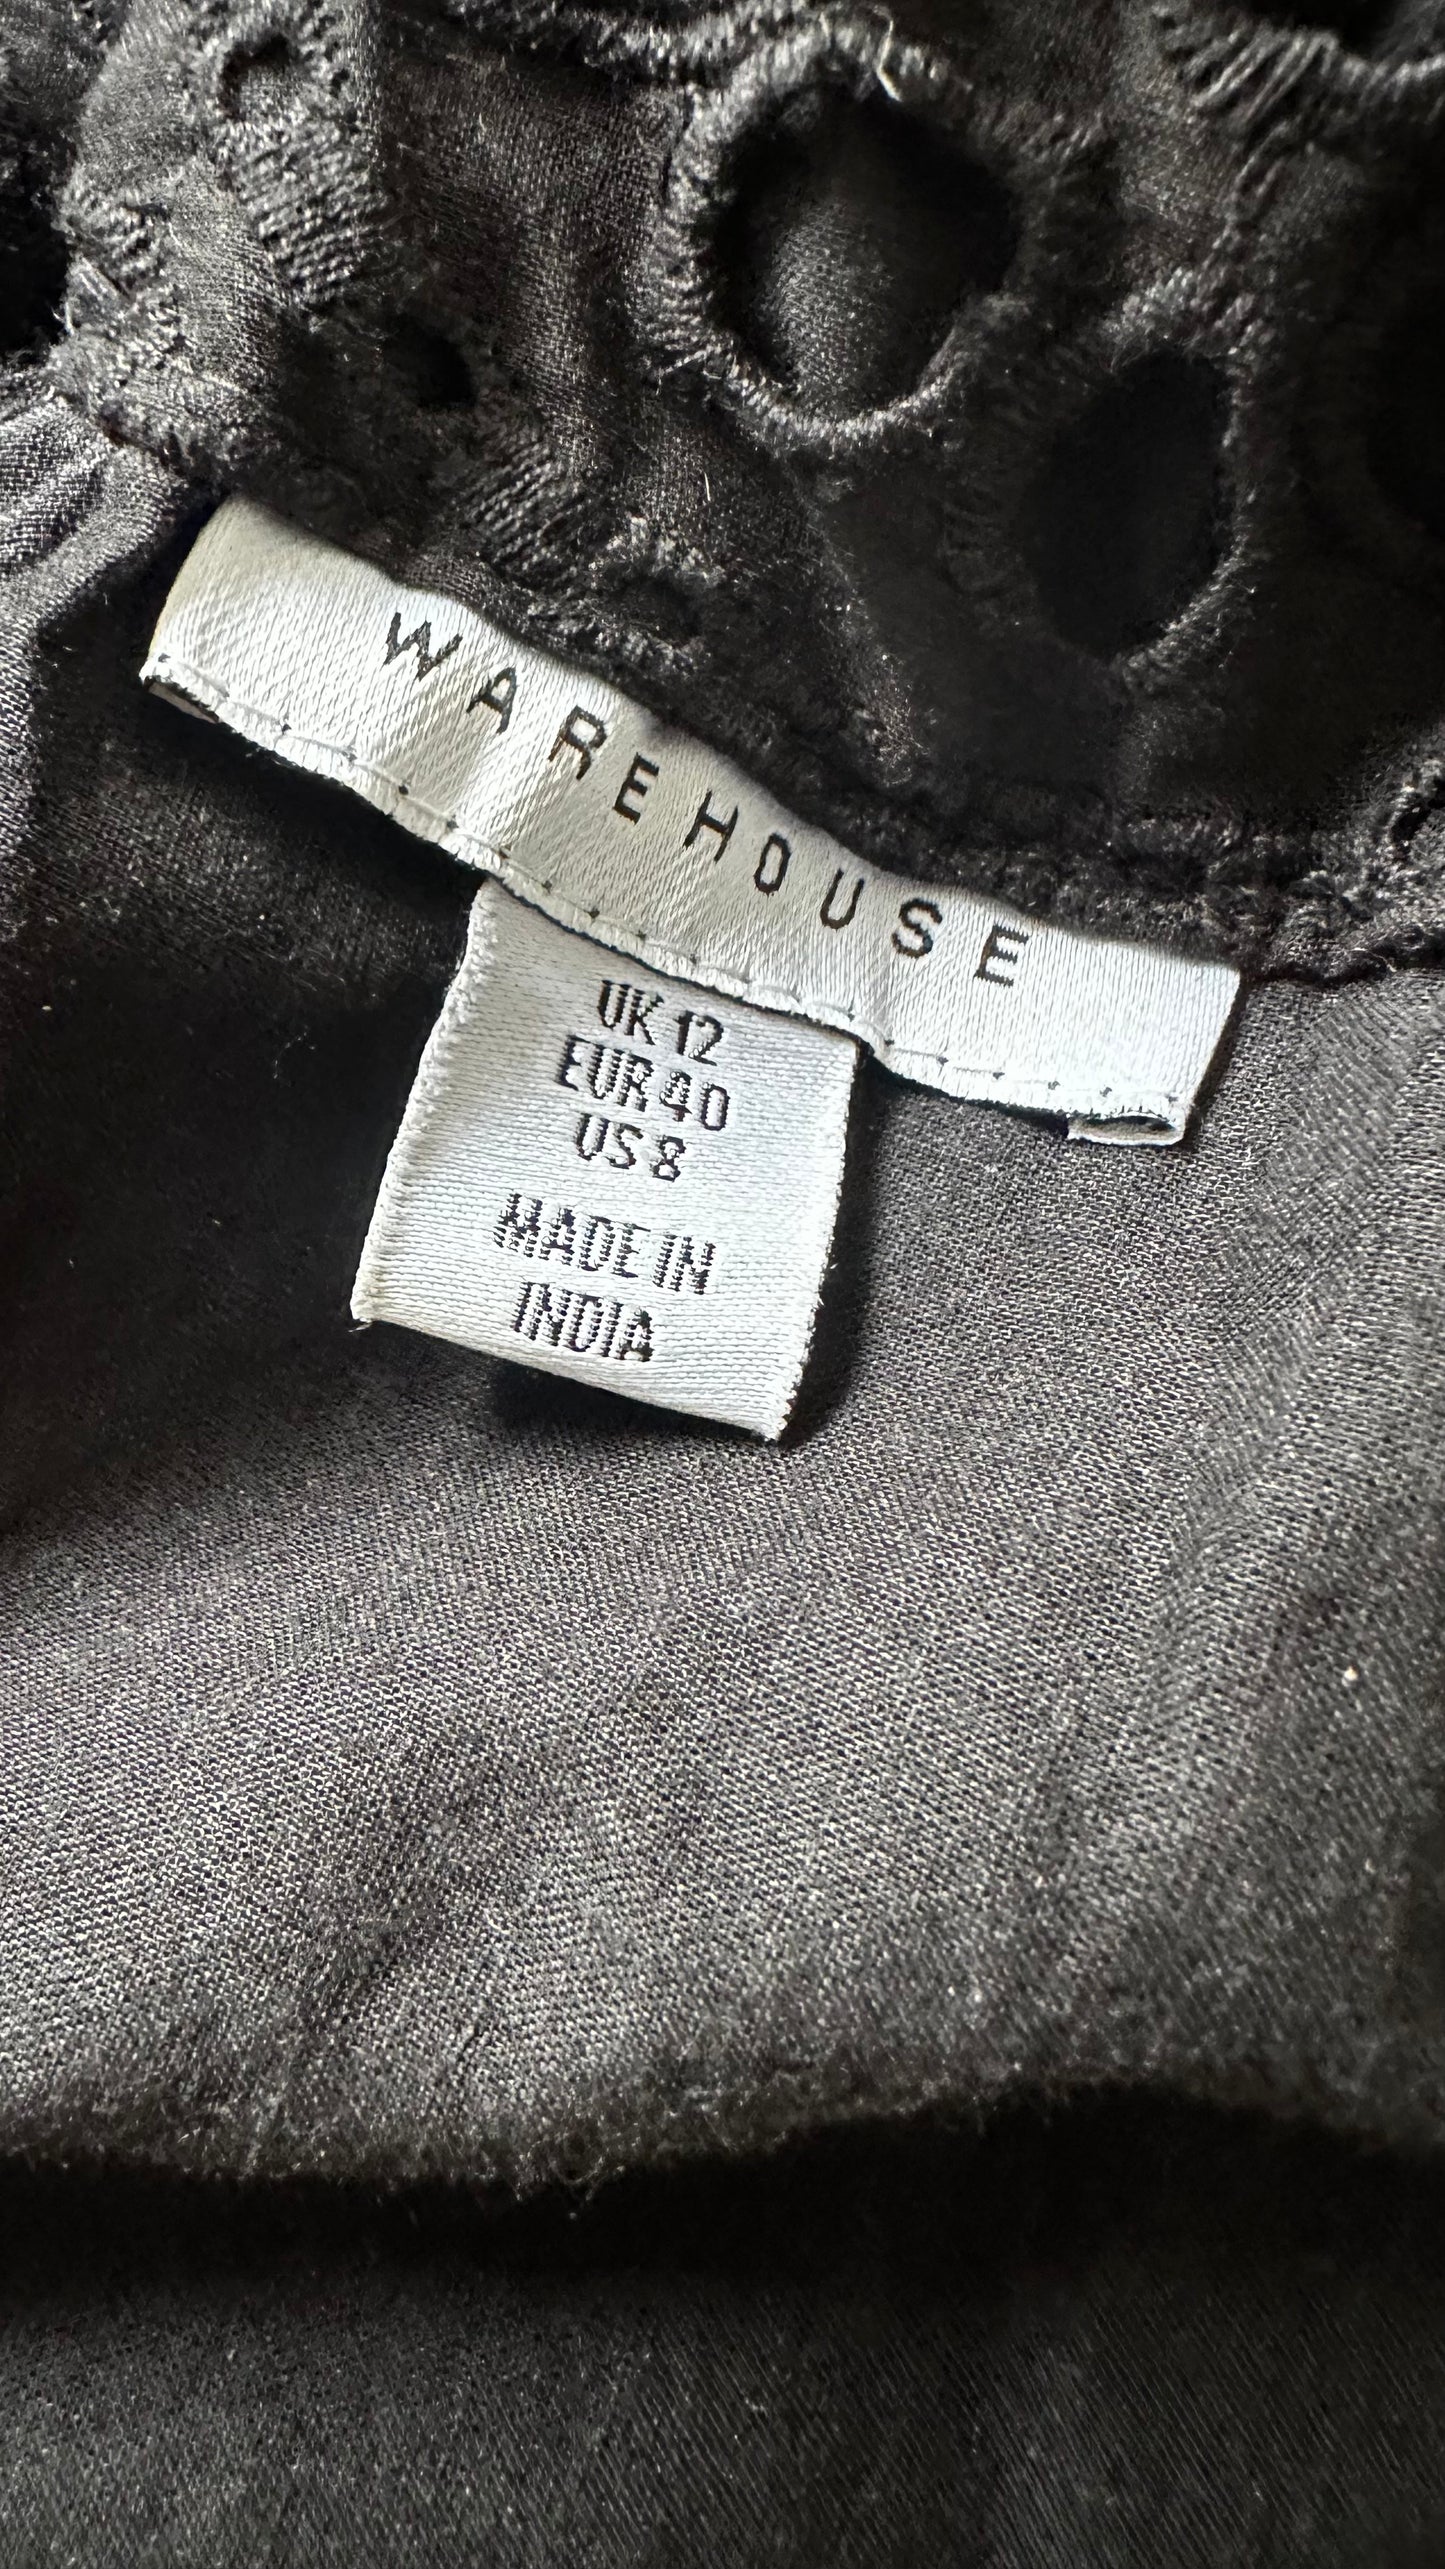 WAREHOUSE
UK 12
EUR 40
US 8
MADE IN
INDIA